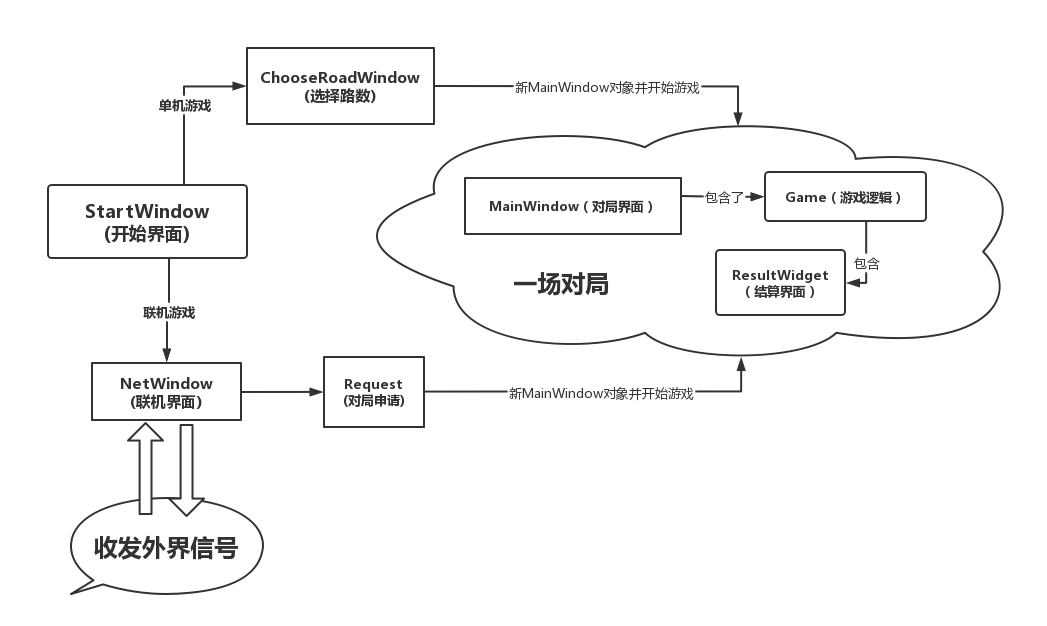 ChooseRoadWindow
(选择路数)
新MainWindow对象并开始游戏
单机游戏
StartWindow
(开始界面)
MainWindow（对局界面）
包含了
Game（游戏逻辑）
包含
ResultWidget
（结算界面）
一场对局
联机游戏
NetWindow
(联机界面)
Request
(对局申请)
新MainWindow对象并开始游戏
收发外界信号